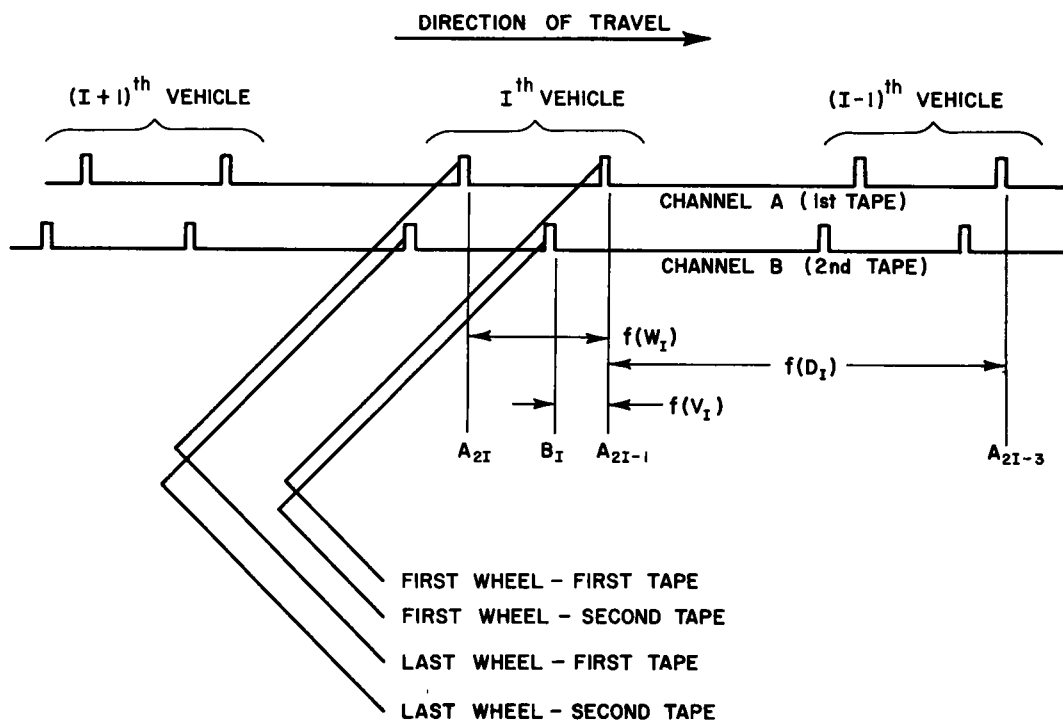 DIRECTION OF TRAVEL
(I+1)th VEHICLE
Ith VEHICLE
(I-1)th VEHICLE
CHANNEL A (1st TAPE)
CHANNEL B (2nd TAPE)
f(WI)
f(DI)
f(VI)
A2I
BI
A2I-1
A2I-3
FIRST WHEEL - FIRST TAPE
FIRST WHEEL - SECOND TAPE
LAST WHEEL - FIRST TAPE
LAST WHEEL - SECOND TAPE